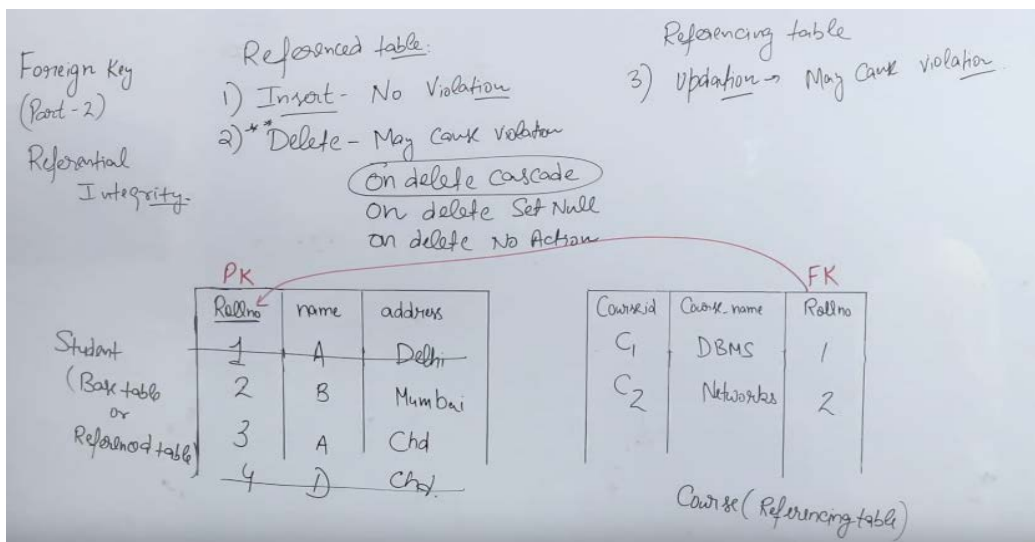 Foreign Key
(Part-2)
Referential
Integrity.
Referenced table:
1) Insert - No Violation
2)** Delete - May cause violation
On delete cascade
On delete Set Null
on delete No Action
Referencing table
3) Updation → May Cause violation.
PK
Rollno name address
1 A Delhi
2 B Mumbai
3 A Chd
4 D Chd.
Student
(Base table
or
Referenced table)
FK
Course_id Course_name Rollno
C1 DBMS 1
C2 Networks 2
Course (Referencing table)